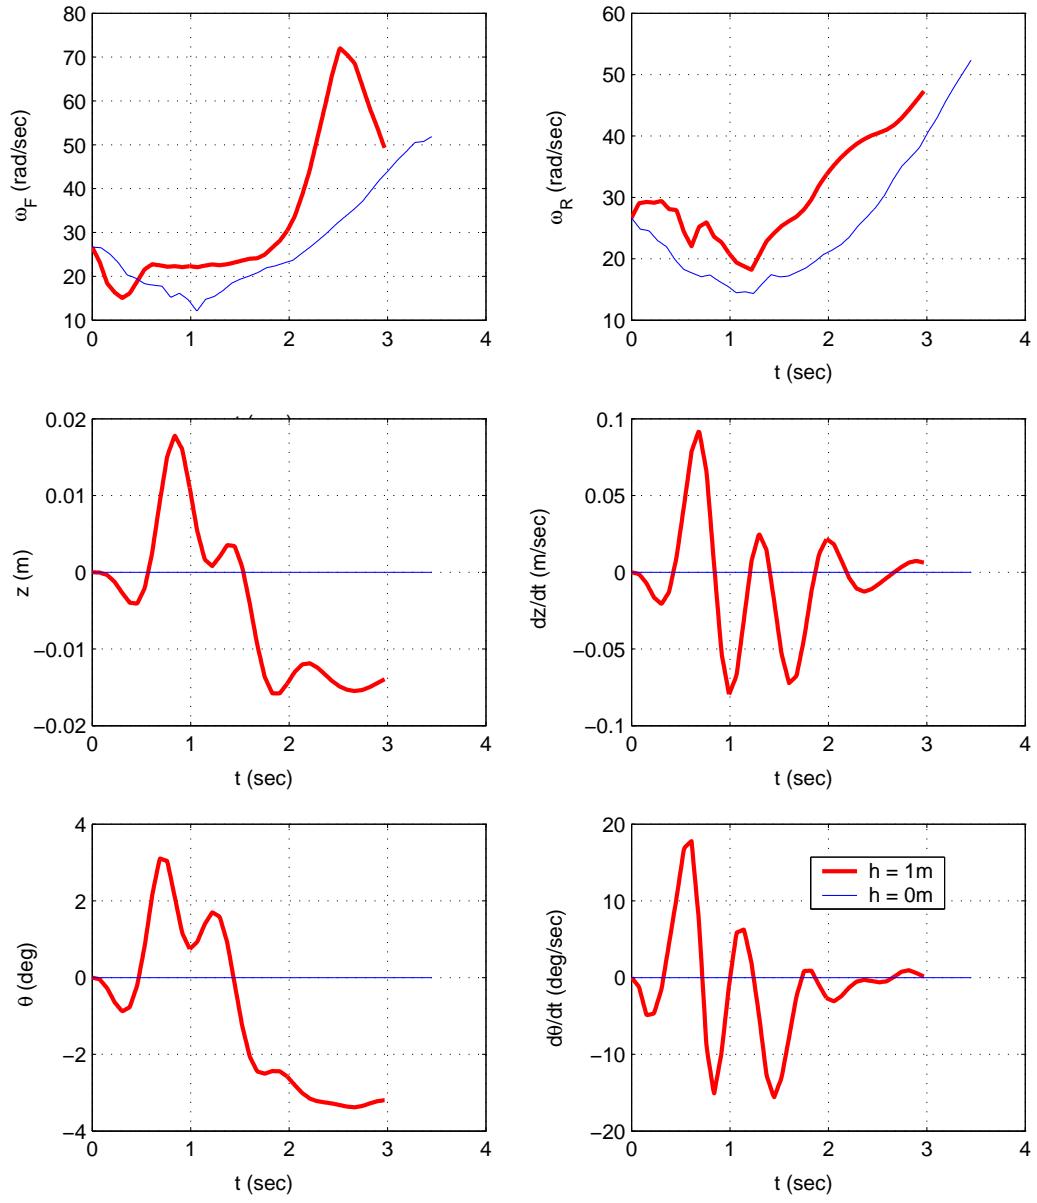 80
70
60
50
40
30
20
10
ω_F (rad/sec)
0 1 2 3 4
60
50
40
30
20
10
ω_R (rad/sec)
0 1 2 3 4
t (sec)
0.02
0.01
0
−0.01
−0.02
z (m)
0 1 2 3 4
t (sec)
0.1
0.05
0
−0.05
−0.1
dz/dt (m/sec)
0 1 2 3 4
t (sec)
4
2
0
−2
−4
θ (deg)
0 1 2 3 4
t (sec)
20
10
0
−10
−20
dθ/dt (deg/sec)
h = 1m
h = 0m
0 1 2 3 4
t (sec)